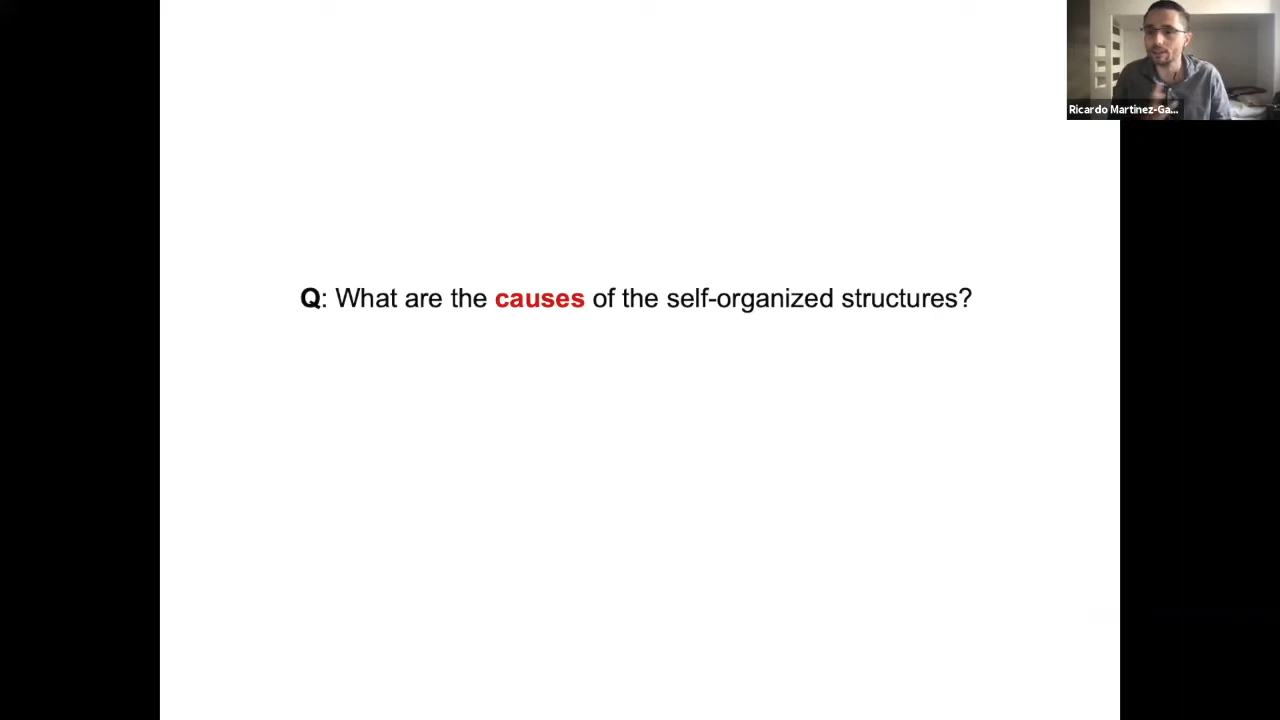 Ricardo Martinez-Ga...
Q: What are the causes of the self-organized structures?